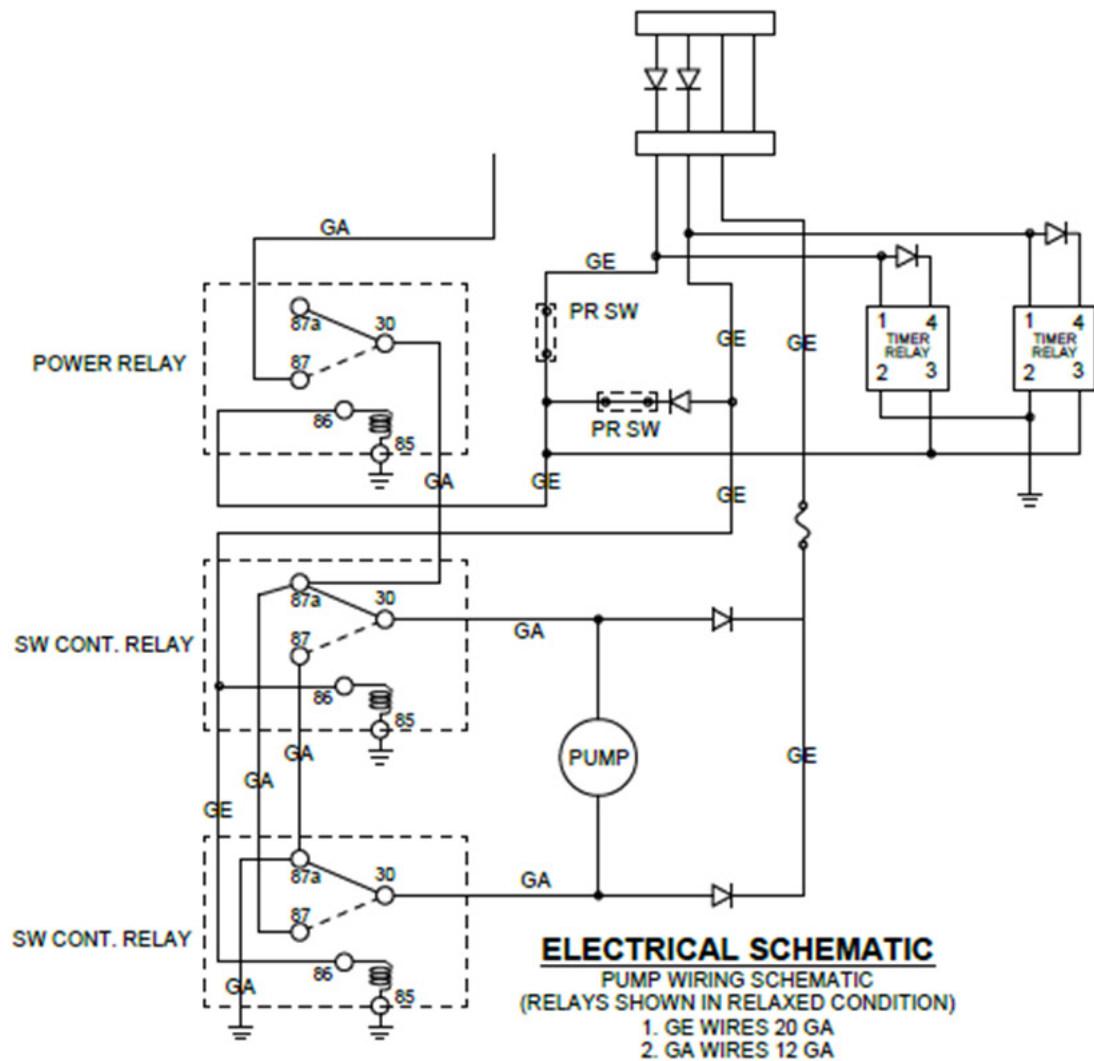 GA
GE
PR SW
87a
30
87
POWER RELAY
86
85
GA
GE
GE
GE
PR SW
GE
1 4
TIMER
RELAY
2 3
1 4
TIMER
RELAY
2 3
87a
30
87
SW CONT. RELAY
86
85
GA
GA
GA
GE
PUMP
GE
87a
30
87
SW CONT. RELAY
86
85
GA
GA
ELECTRICAL SCHEMATIC
PUMP WIRING SCHEMATIC
(RELAYS SHOWN IN RELAXED CONDITION)
1. GE WIRES 20 GA
2. GA WIRES 12 GA